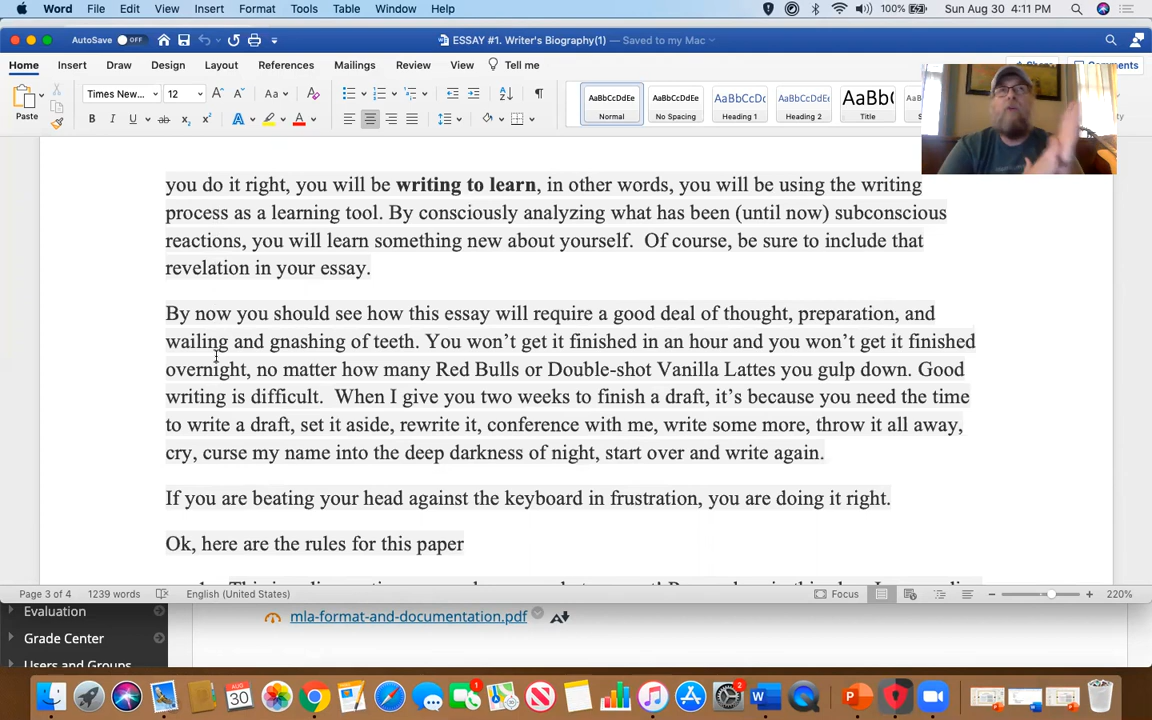 Word File Edit View Insert Format Tools Table Window Help 100% Sun Aug 30 4:11 PM
AutoSave OFF ESSAY #1. Writer's Biography(1) — Saved to my Mac
Home Insert Draw Design Layout References Mailings Review View Tell me Comments
Paste Times New... 12 Aa
AaBbCcDdEe AaBbCcDdEe AaBbCcDc AaBbCcDdEe AaBbC
Normal No Spacing Heading 1 Heading 2 Title
you do it right, you will be writing to learn, in other words, you will be using the writing
process as a learning tool. By consciously analyzing what has been (until now) subconscious
reactions, you will learn something new about yourself. Of course, be sure to include that
revelation in your essay.
By now you should see how this essay will require a good deal of thought, preparation, and
wailing and gnashing of teeth. You won't get it finished in an hour and you won't get it finished
overnight, no matter how many Red Bulls or Double-shot Vanilla Lattes you gulp down. Good
writing is difficult. When I give you two weeks to finish a draft, it's because you need the time
to write a draft, set it aside, rewrite it, conference with me, write some more, throw it all away,
cry, curse my name into the deep darkness of night, start over and write again.
If you are beating your head against the keyboard in frustration, you are doing it right.
Ok, here are the rules for this paper
Page 3 of 4 1239 words English (United States) Focus 220%
Evaluation
mla-format-and-documentation.pdf
Grade Center
Users and Groups
AUG 30 1 2